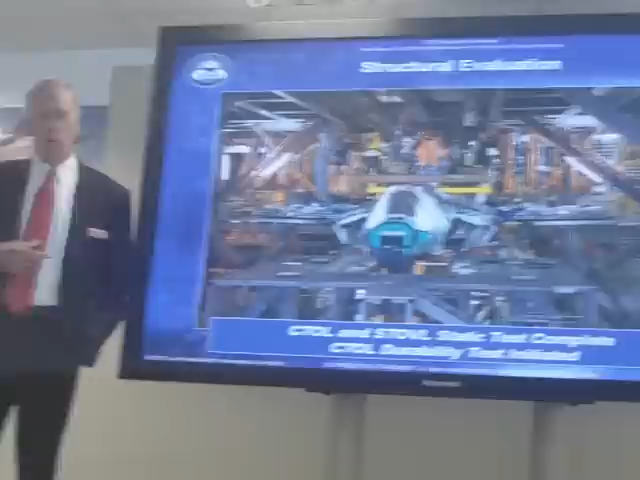 Structural Evaluation
CTOL and STOVL Static Test Complete
CTOL Durability Test Initiated